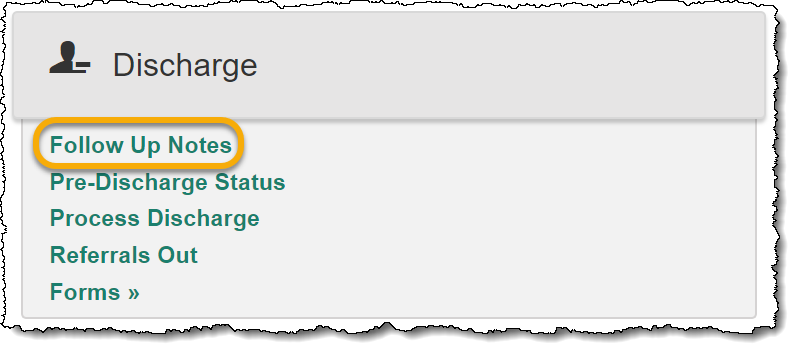 Discharge
Follow Up Notes
Pre-Discharge Status
Process Discharge
Referrals Out
Forms »